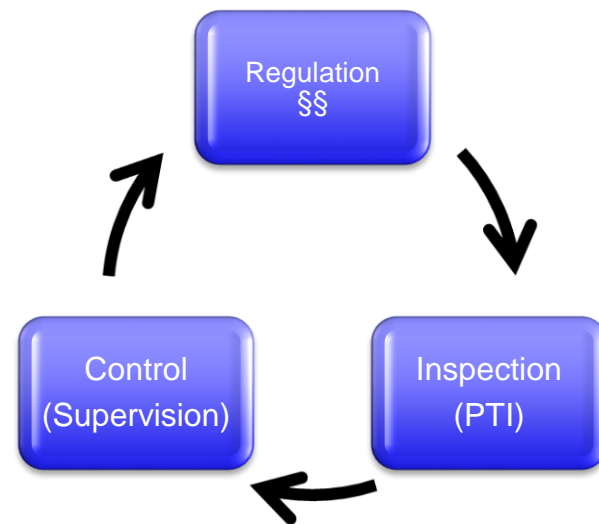 Regulation
§§
Control
(Supervision)
Inspection
(PTI)